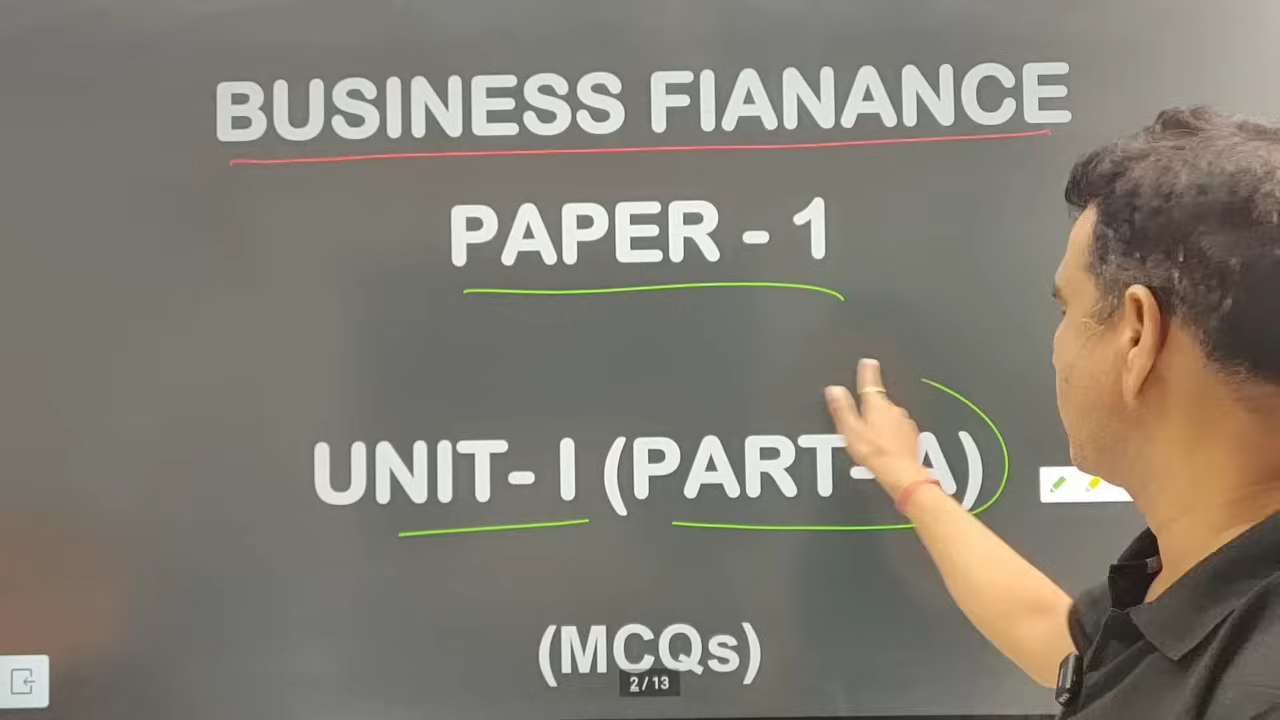 BUSINESS FIANANCE
PAPER - 1
UNIT- I (PART-A)
(MCQs)
2/13